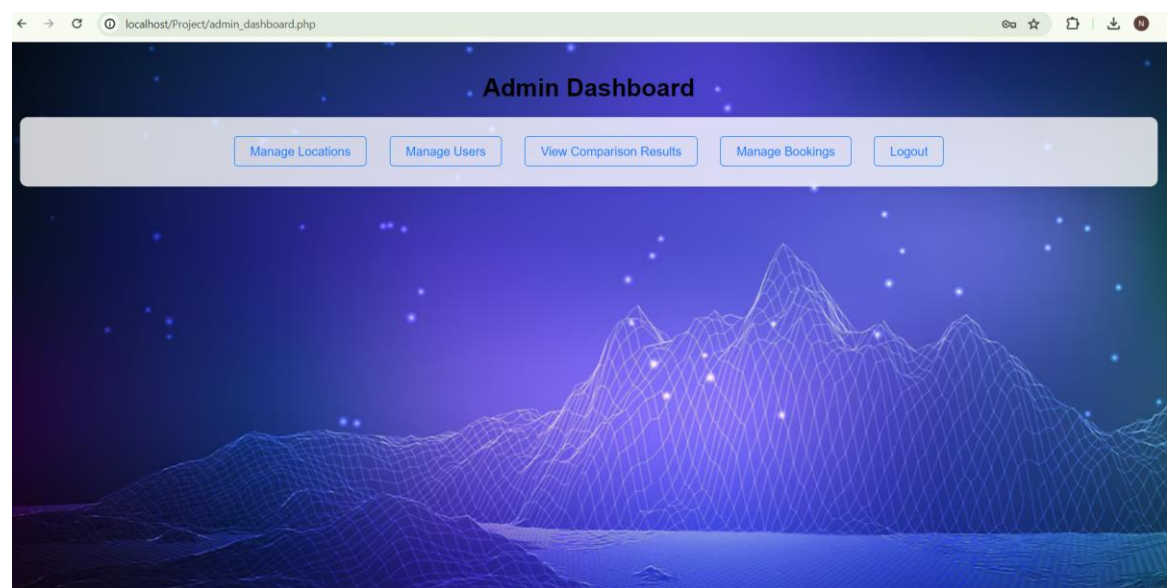 localhost/Project/admin_dashboard.php
N
Admin Dashboard
Manage Locations Manage Users View Comparison Results Manage Bookings Logout